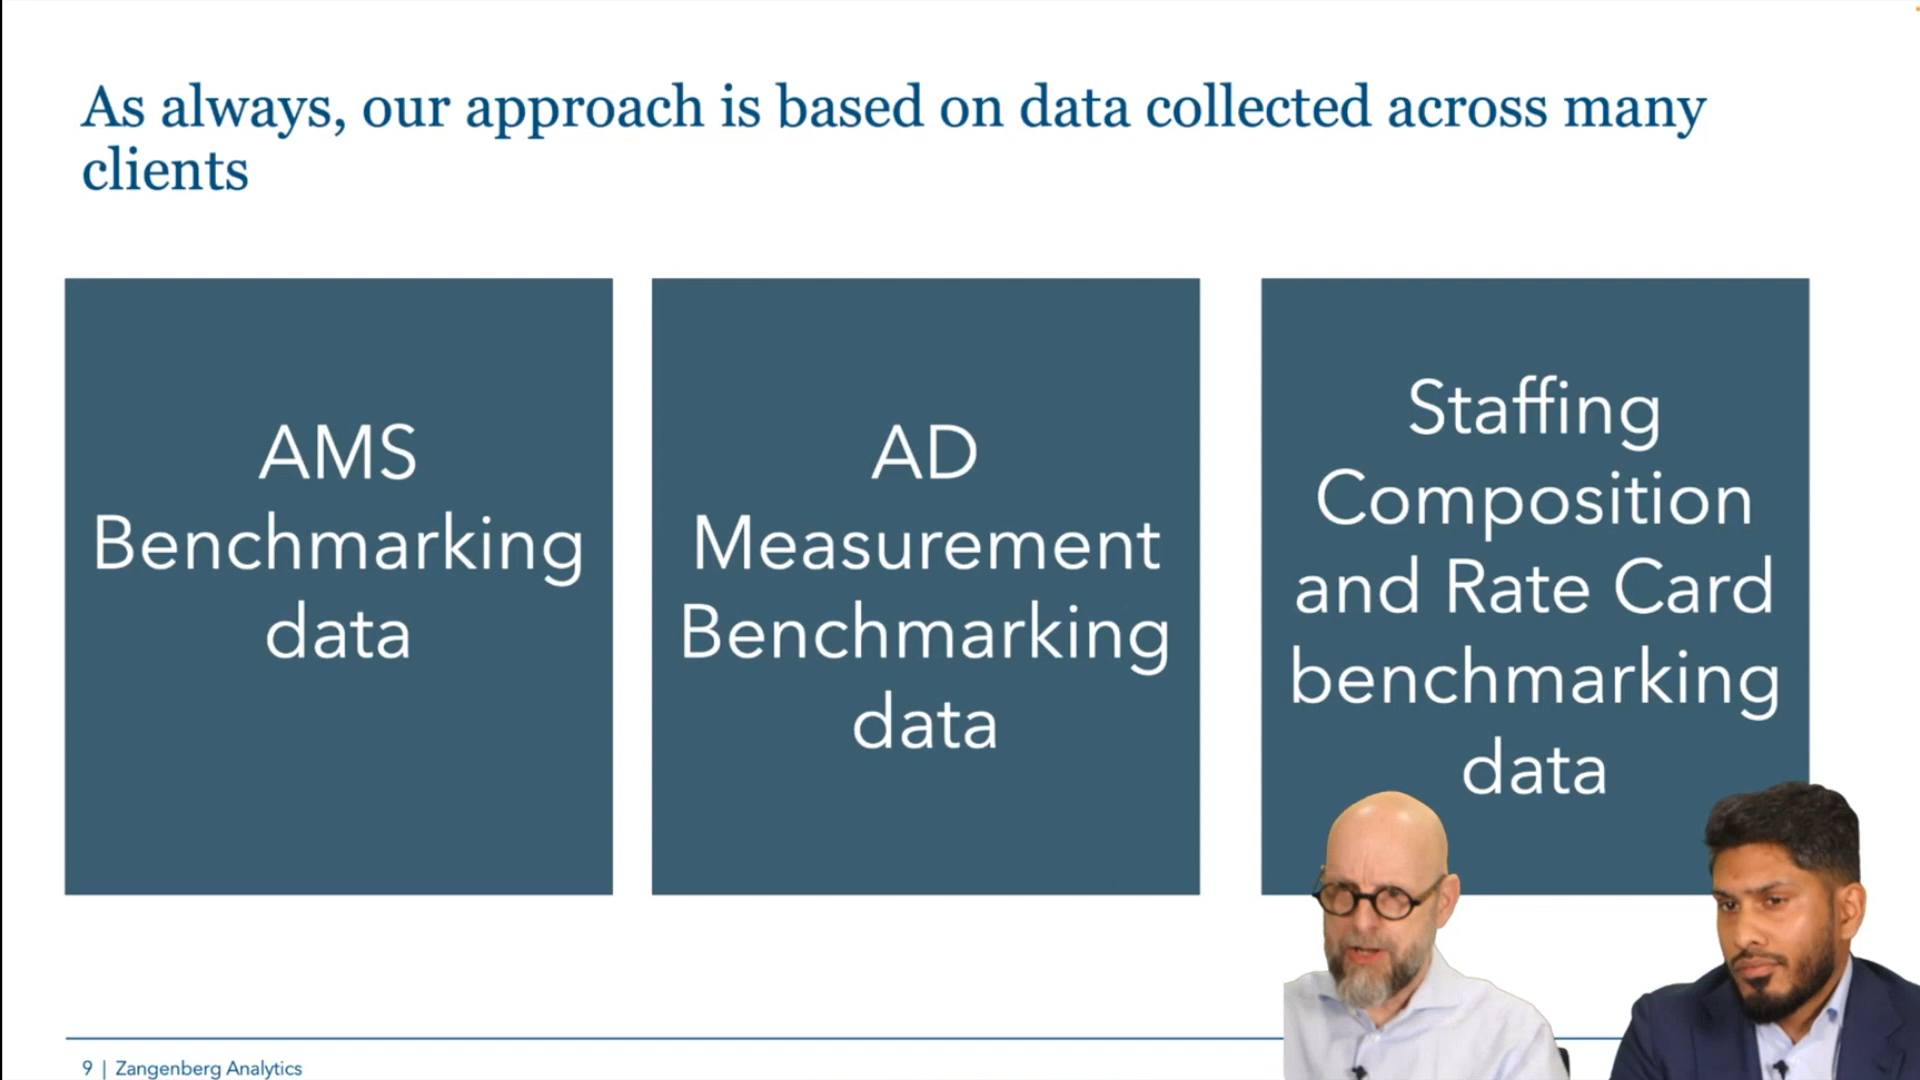 As always, our approach is based on data collected across many
clients
AMS
Benchmarking
data
AD
Measurement
Benchmarking
data
Staffing
Composition
and Rate Card
benchmarking
data
9 | Zangenberg Analytics